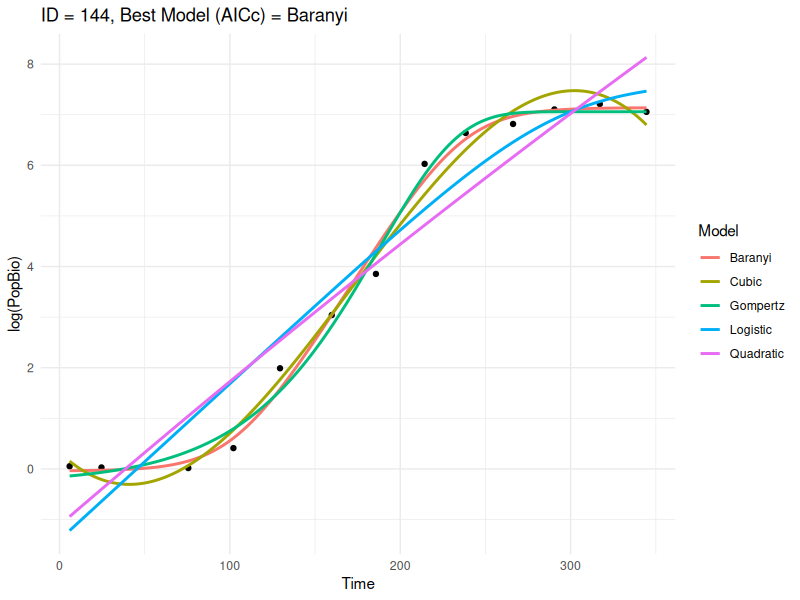 ID = 144, Best Model (AICc) = Baranyi
8
6
4
2
0
log(PopBio)
0 100 200 300
Time
Model
Baranyi
Cubic
Gompertz
Logistic
Quadratic